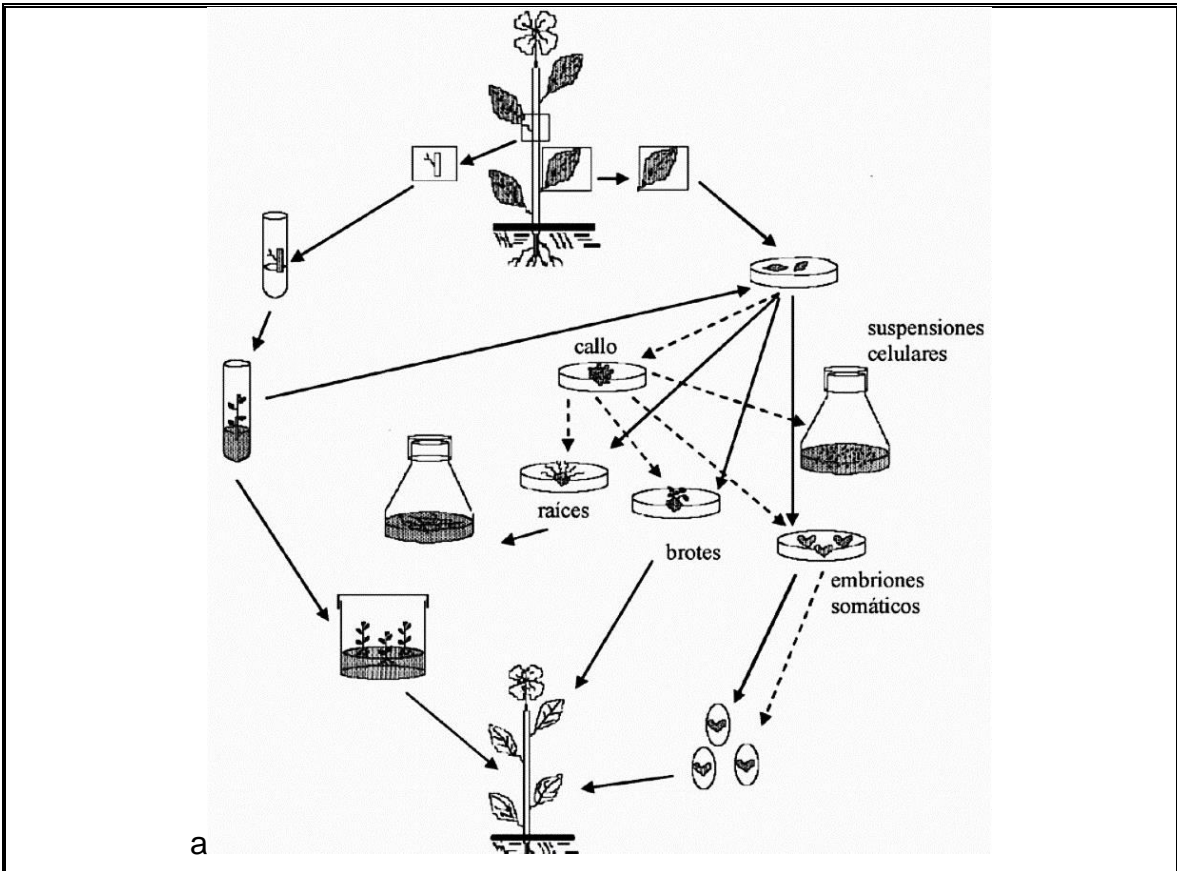 suspensiones
celulares
callo
raíces
brotes
embriones
somáticos
a